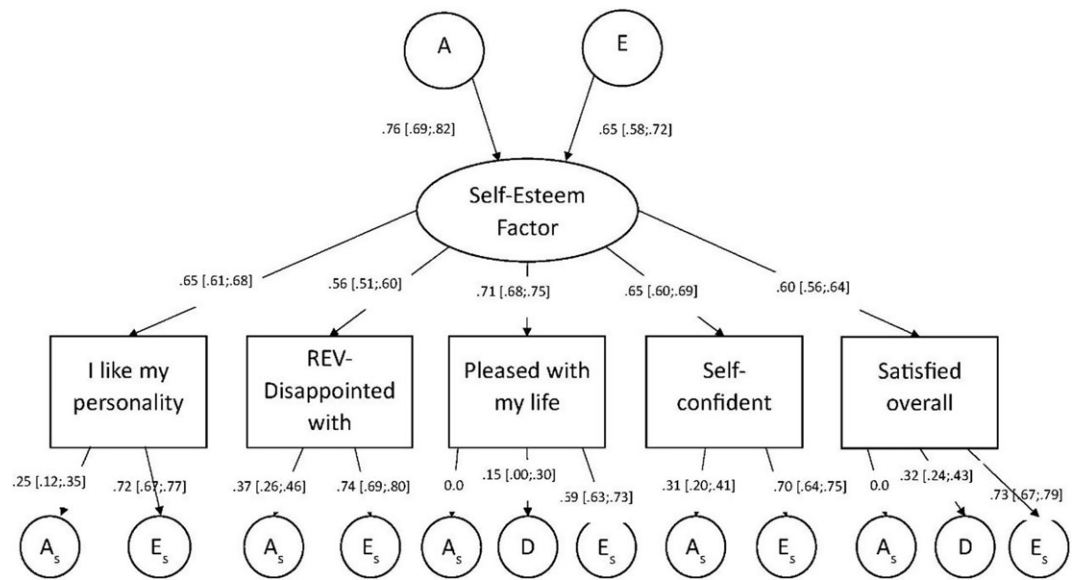 A
E
.76 [.69;.82]
.65 [.58;.72]
Self-Esteem
Factor
.65 [.61;.68]
.56 [.51;.60]
.71 [.68;.75]
.65 [.60;.69]
.60 [.56;.64]
I like my
personality
REV-
Disappointed
with
Pleased with
my life
Self-
confident
Satisfied
overall
.25 [.12;.35]
.72 [.67;.77]
.37 [.26;.46]
.74 [.69;.80]
0.0
.15 [.00;.30]
[.63;.73]
.31 [.20;.41]
.70 [.64;.75]
0.0
.32 [.24;.43]
.73 [.67;.79]
As
Es
As
Es
As
D
Es
As
Es
As
D
Es